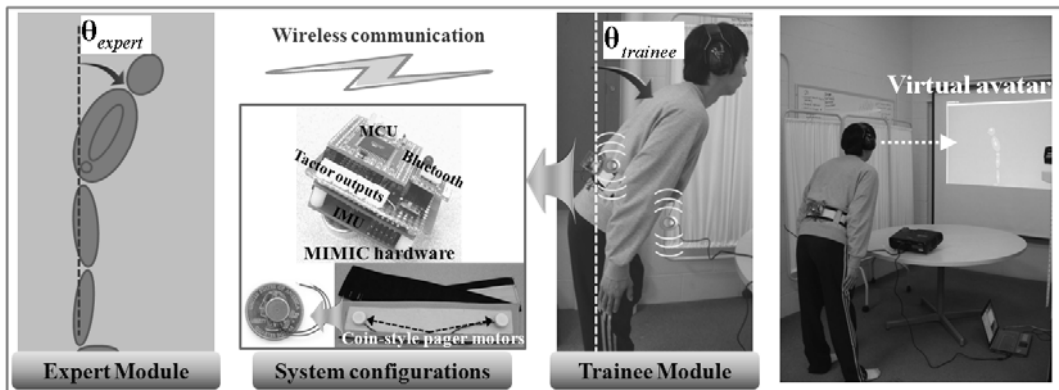 θexpert
Wireless communication
MCU
Bluetooth
Tactor outputs
IMU
MIMIC hardware
Coin-style pager motors
θtrainee
Virtual avatar
Expert Module
System configurations
Trainee Module